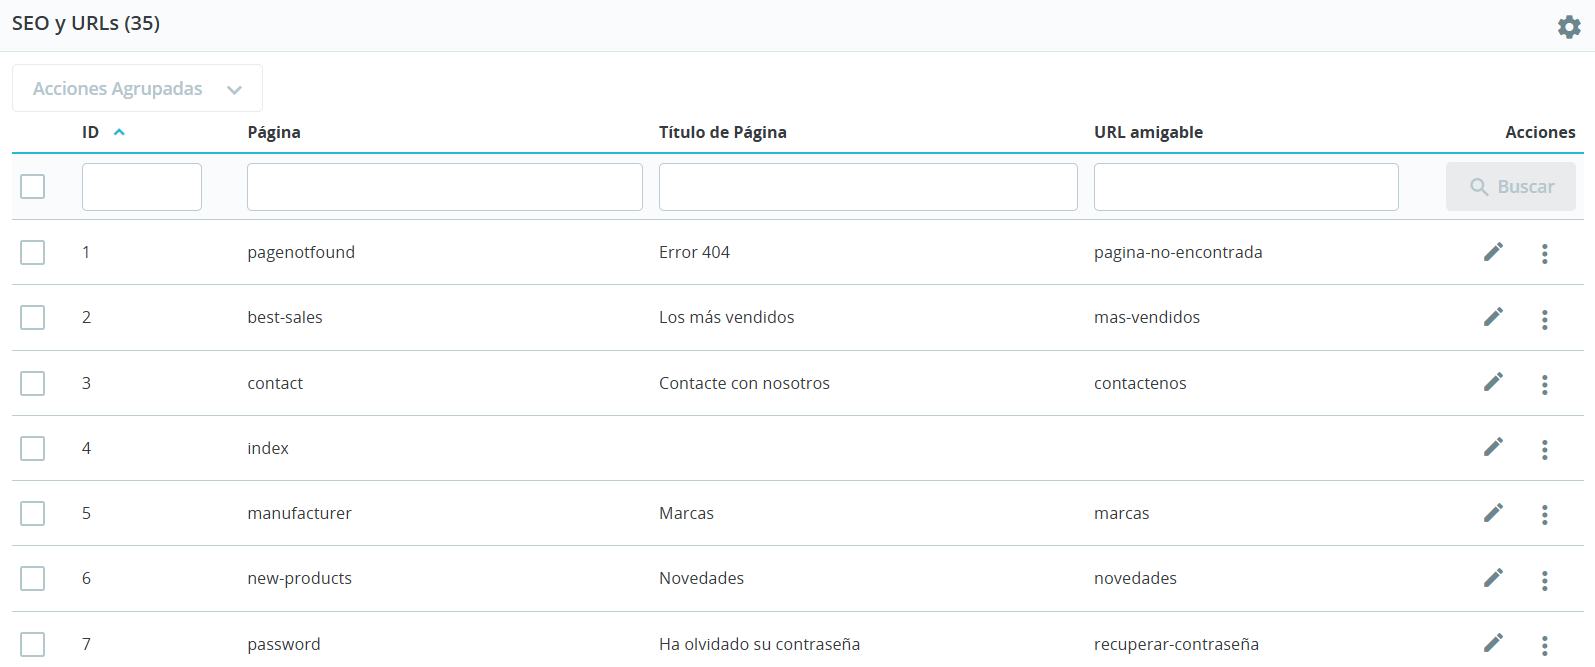 SEO y URLs (35)
Acciones Agrupadas
ID Página Título de Página URL amigable Acciones
Buscar
1 pagenotfound Error 404 pagina-no-encontrada
2 best-sales Los más vendidos mas-vendidos
3 contact Contacte con nosotros contactenos
4 index
5 manufacturer Marcas marcas
6 new-products Novedades novedades
7 password Ha olvidado su contraseña recuperar-contraseña